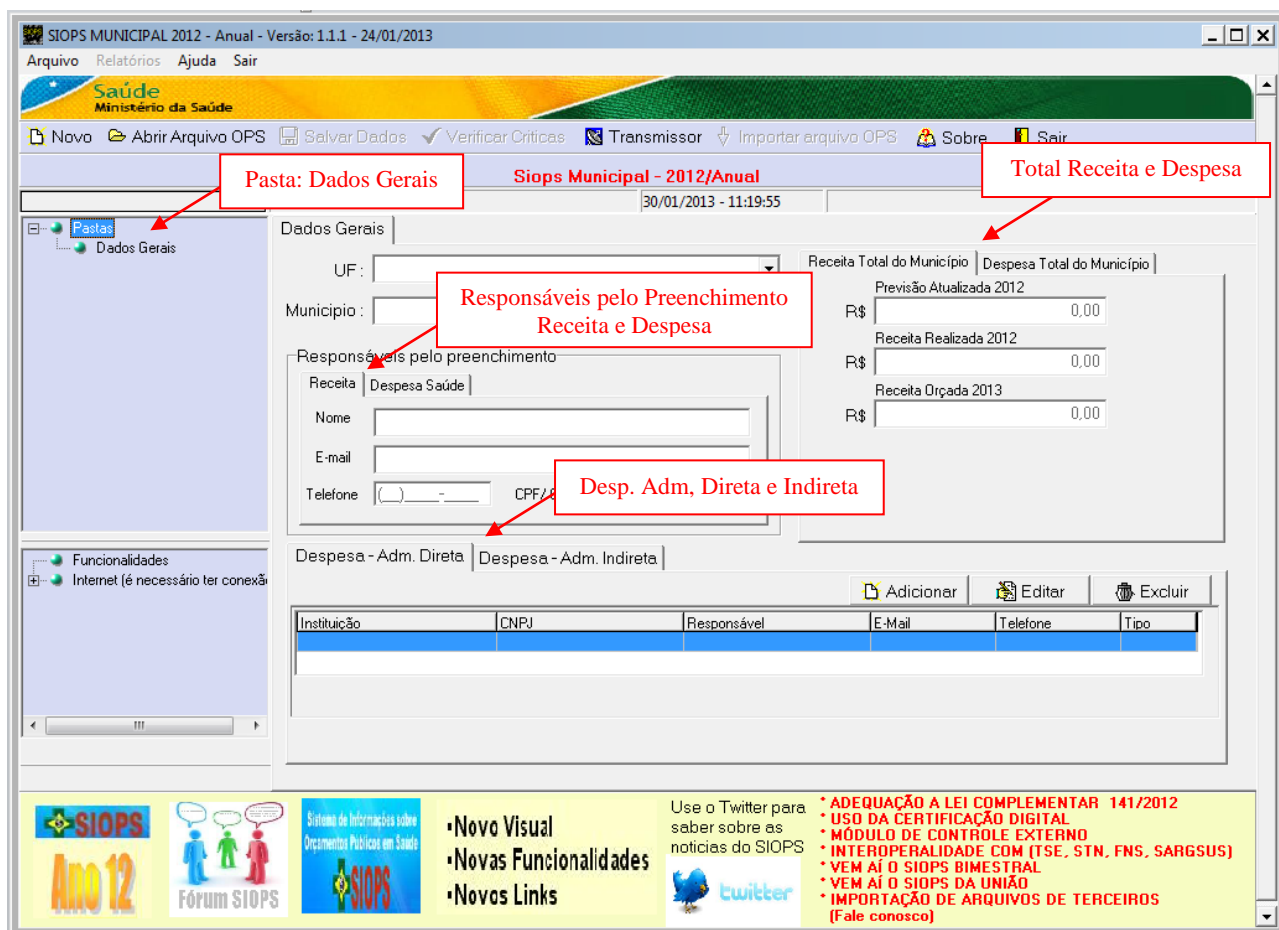 SIOPS MUNICIPAL 2012 - Anual - Versão: 1.1.1 - 24/01/2013
Arquivo Relatórios Ajuda Sair
Saúde
Ministério da Saúde
Novo Abrir Arquivo OPS Salvar Dados Verificar Criticas Transmissor Importar arquivo OPS Sobre Sair
Pasta: Dados Gerais
Siops Municipal - 2012/Anual
Total Receita e Despesa
30/01/2013 - 11:19:55
Pastas
Dados Gerais
Dados Gerais
UF :
Municipio :
Responsáveis pelo Preenchimento
Receita e Despesa
Responsáveis pelo preenchimento
Receita Despesa Saúde
Nome
E-mail
Telefone (__)____-____ CPF/
Receita Total do Município Despesa Total do Município
Previsão Atualizada 2012
R$ 0,00
Receita Realizada 2012
R$ 0,00
Receita Orçada 2013
R$ 0,00
Desp. Adm, Direta e Indireta
Funcionalidades
Internet (é necessário ter conexã
Despesa - Adm. Direta Despesa - Adm. Indireta
Adicionar Editar Excluir
Instituição CNPJ Responsável E-Mail Telefone Tipo
SIOPS
Ano 12
Fórum SIOPS
Sistema de Informações sobre
Orçamentos Públicos em Saúde
SIOPS
▪Novo Visual
▪Novas Funcionalidades
▪Novos Links
Use o Twitter para
saber sobre as
noticias do SIOPS
twitter
* ADEQUAÇÃO A LEI COMPLEMENTAR 141/2012
* USO DA CERTIFICAÇÃO DIGITAL
* MÓDULO DE CONTROLE EXTERNO
* INTEROPERALIDADE COM (TSE, STN, FNS, SARGSUS)
* VEM AÍ O SIOPS BIMESTRAL
* VEM AÍ O SIOPS DA UNIÃO
* IMPORTAÇÃO DE ARQUIVOS DE TERCEIROS
(Fale conosco)